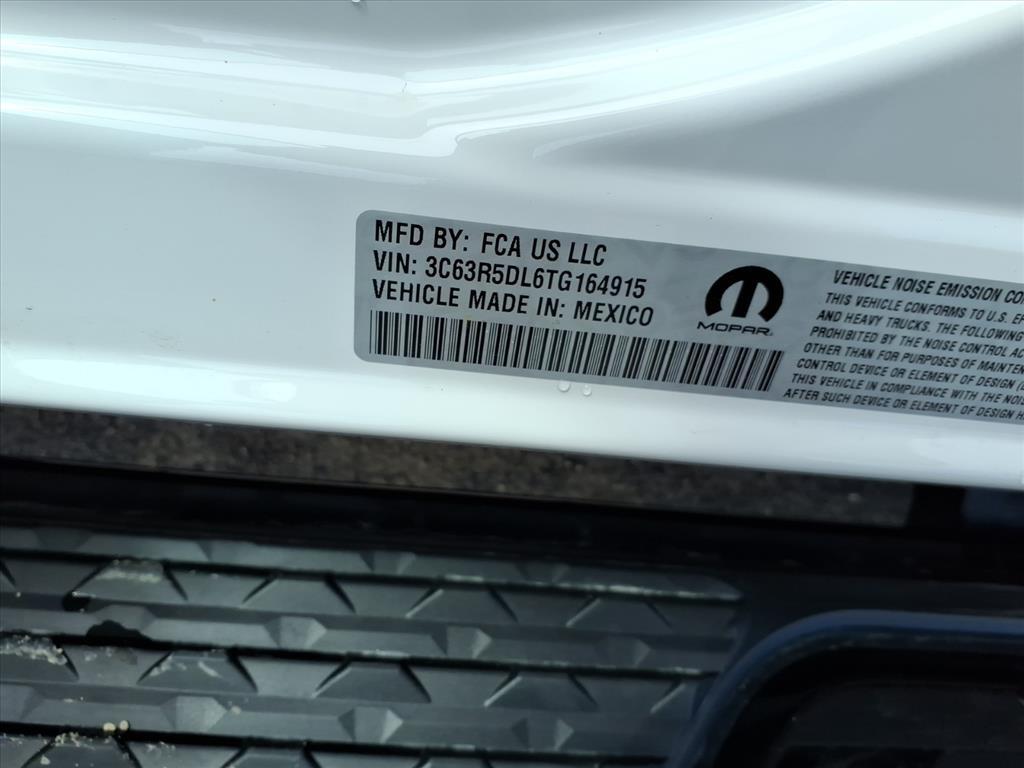 MFD BY: FCA US LLC
VIN: 3C63R5DL6TG164915
VEHICLE MADE IN: MEXICO
MOPAR
VEHICLE NOISE EMISSION
THIS VEHICLE CONFORMS TO U.S.
AND HEAVY TRUCKS. THE FOLLOWING
PROHIBITED BY THE NOISE CONTROL
OTHER THAN FOR PURPOSES OF
CONTROL DEVICE OR ELEMENT OF DESIGN
THIS VEHICLE IN COMPLIANCE WITH THE
AFTER SUCH DEVICE OR ELEMENT OF DESIGN